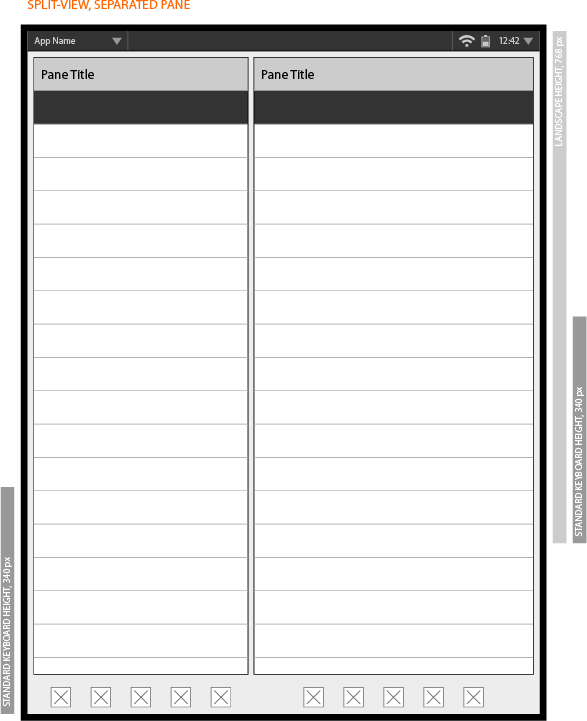 SPLIT-VIEW, SEPARATED PANE
App Name
12:42
Pane Title
Pane Title
LANDSCAPE HEIGHT, 768 px
STANDARD KEYBOARD HEIGHT, 340 px
STANDARD KEYBOARD HEIGHT, 340 px